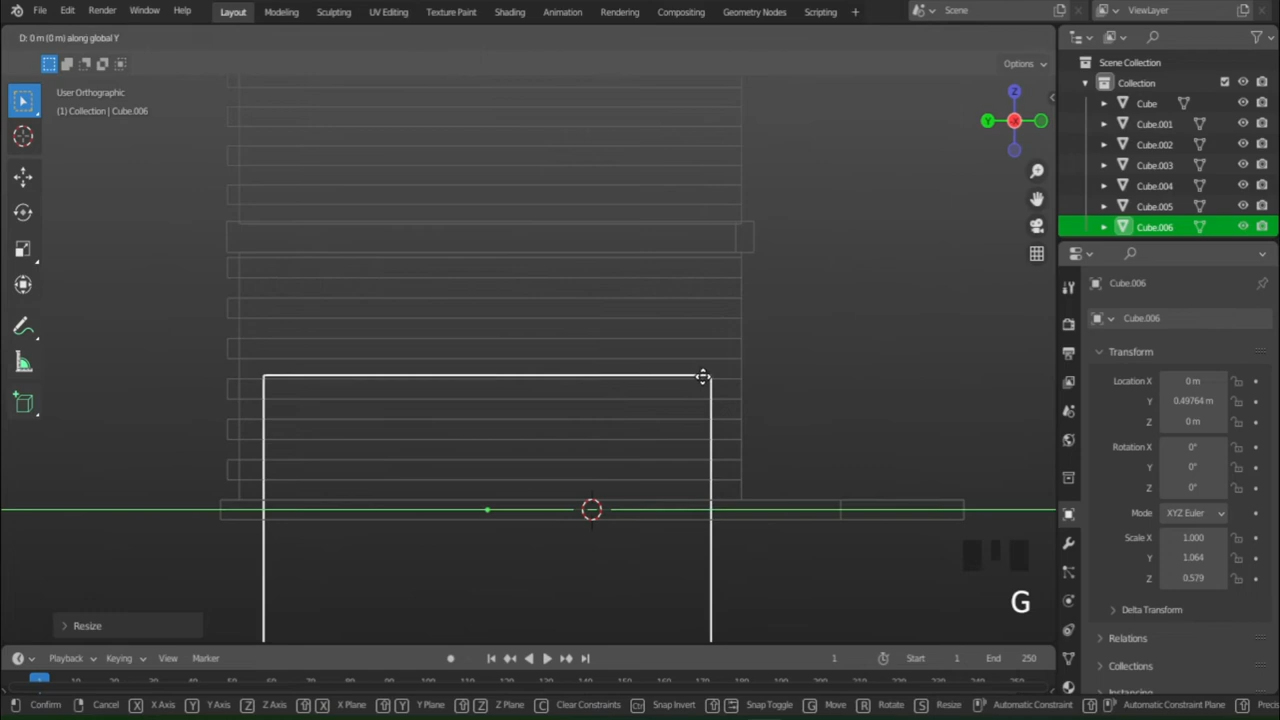 File Edit Render Window Help Layout Modeling Sculpting UV Editing Texture Paint Shading Animation Rendering Compositing Geometry Nodes Scripting + Scene ViewLayer
D: 0 m (0 m) along global Y
Options
User Orthographic
(1) Collection | Cube.006
Z
Y
-X
Scene Collection
Collection
Cube
Cube.001
Cube.002
Cube.003
Cube.004
Cube.005
Cube.006
Cube.006
Cube.006
Transform
Location X 0 m
Y 0.49764 m
Z 0 m
Rotation X 0°
Y 0°
Z 0°
Mode XYZ Euler
Scale X 1.000
Y 1.064
Z 0.579
Delta Transform
Relations
Collections
Instancing
G
Resize
Playback Keying View Marker 1 Start 1 End 250
Confirm Cancel X X Axis Y Y Axis Z Z Axis X X Plane Y Y Plane Z Z Plane C Clear Constraints Ctrl Snap Invert Snap Toggle G Move R Rotate S Resize Automatic Constraint Automatic Constraint Plane